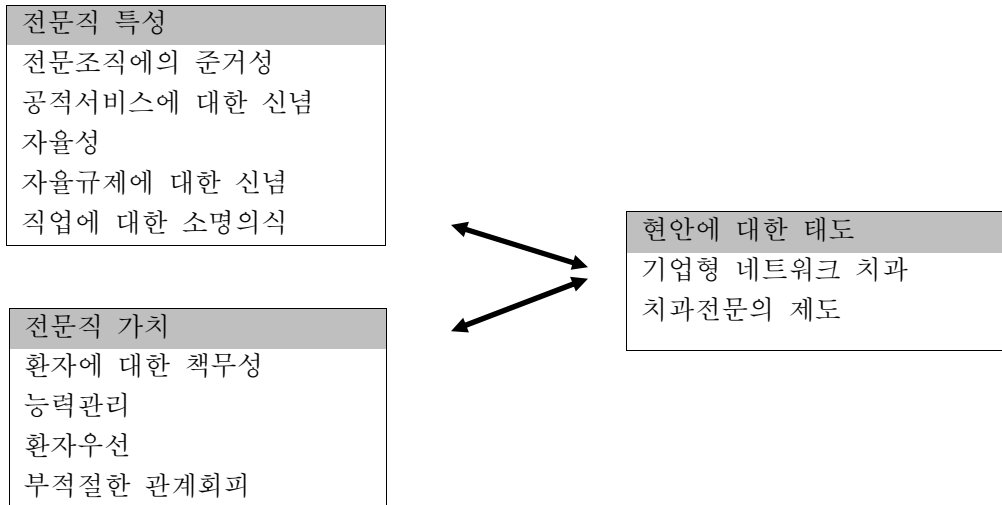 전문직 특성
전문조직에의 준거성
공적서비스에 대한 신념
자율성
자율규제에 대한 신념
직업에 대한 소명의식
전문직 가치
환자에 대한 책무성
능력관리
환자우선
부적절한 관계회피
현안에 대한 태도
기업형 네트워크 치과
치과전문의 제도